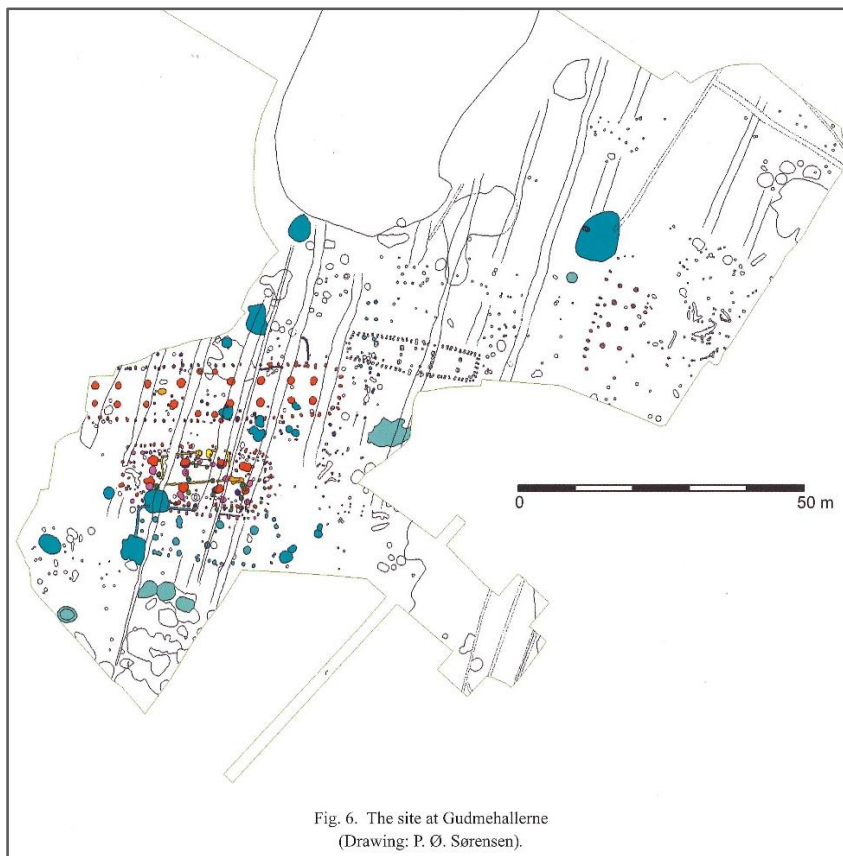 0 50 m
Fig. 6. The site at Gudmehallerne
(Drawing: P. Ø. Sørensen).